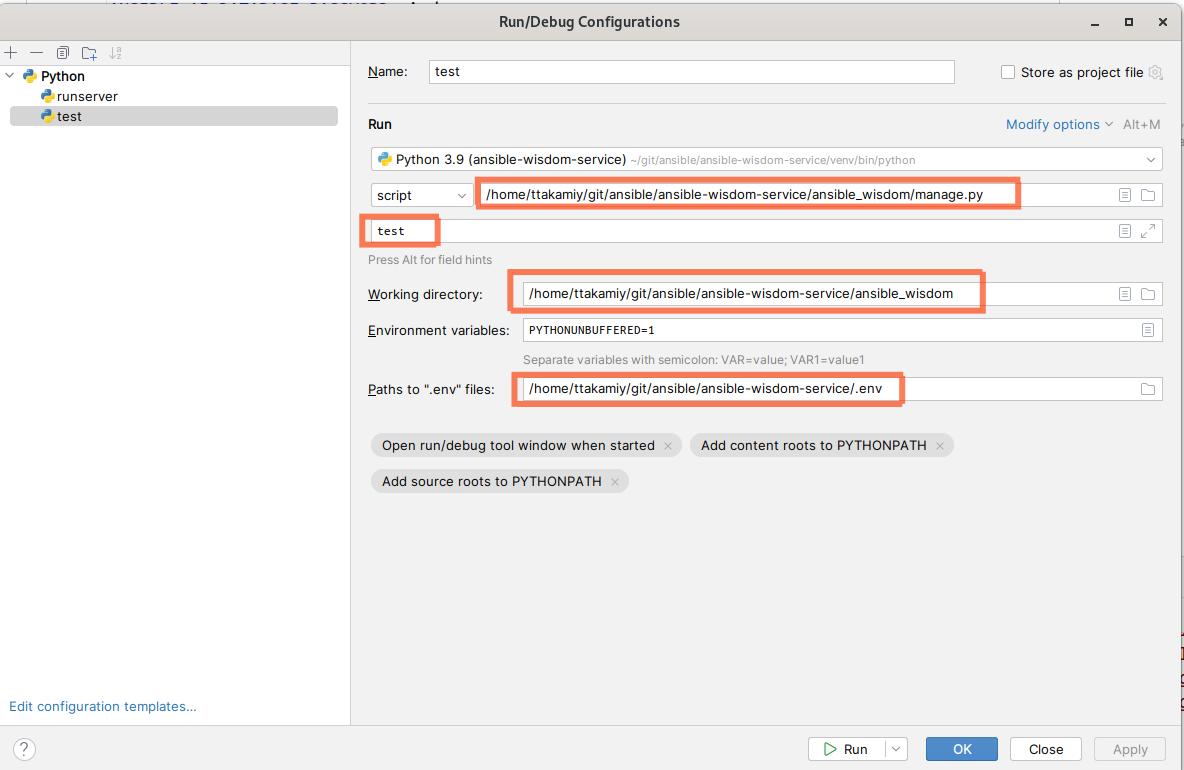 Run/Debug Configurations
Python
runserver
test
Edit configuration templates...
Name: test
Store as project file
Run
Modify options Alt+M
Python 3.9 (ansible-wisdom-service) ~/git/ansible/ansible-wisdom-service/venv/bin/python
script /home/ttakamiy/git/ansible/ansible-wisdom-service/ansible_wisdom/manage.py
test
Press Alt for field hints
Working directory: /home/ttakamiy/git/ansible/ansible-wisdom-service/ansible_wisdom
Environment variables: PYTHONUNBUFFERED=1
Separate variables with semicolon: VAR=value; VAR1=value1
Paths to ".env" files: /home/ttakamiy/git/ansible/ansible-wisdom-service/.env
Open run/debug tool window when started × Add content roots to PYTHONPATH ×
Add source roots to PYTHONPATH ×
? Run OK Close Apply